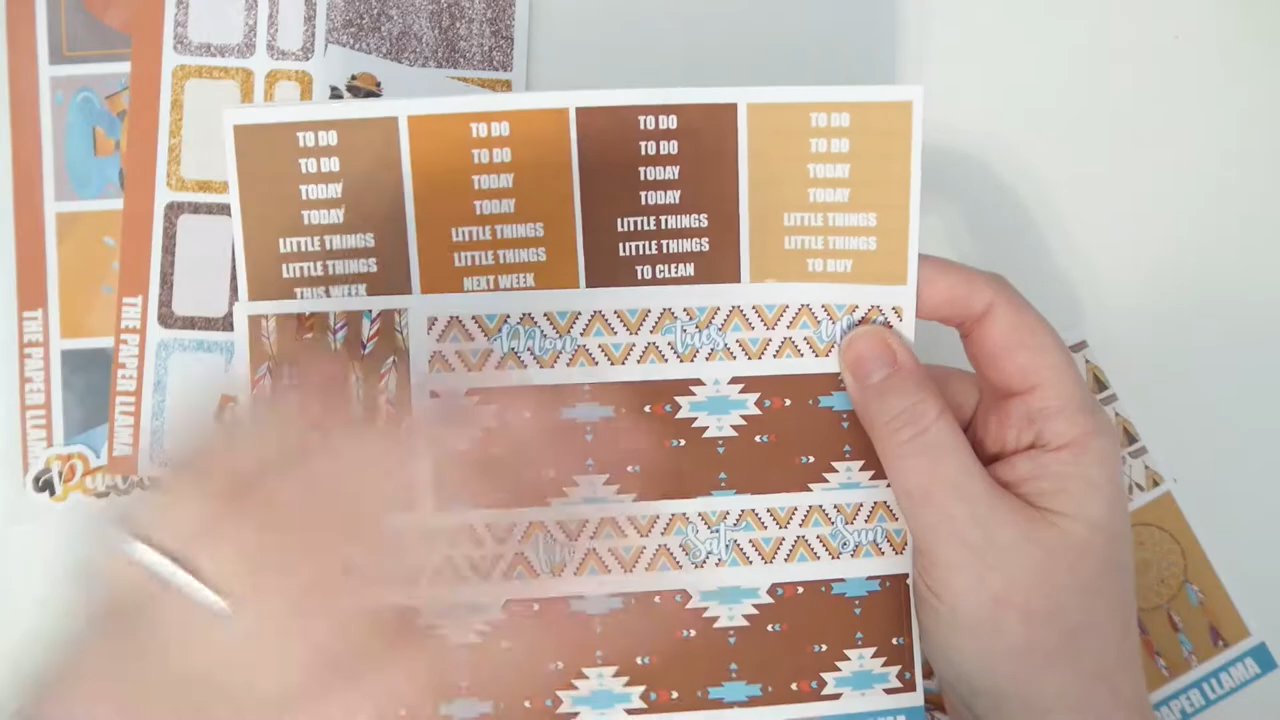 TO DO
TO DO
TODAY
TODAY
LITTLE THINGS
LITTLE THINGS
THIS WEEK
TO DO
TO DO
TODAY
TODAY
LITTLE THINGS
LITTLE THINGS
NEXT WEEK
TO DO
TO DO
TODAY
TODAY
LITTLE THINGS
LITTLE THINGS
TO CLEAN
TO DO
TO DO
TODAY
TODAY
LITTLE THINGS
LITTLE THINGS
TO BUY
Mon Tues
Sat Sun
THE PAPER LLAMA
THE PAPER LLAMA
PAPER LLAMA